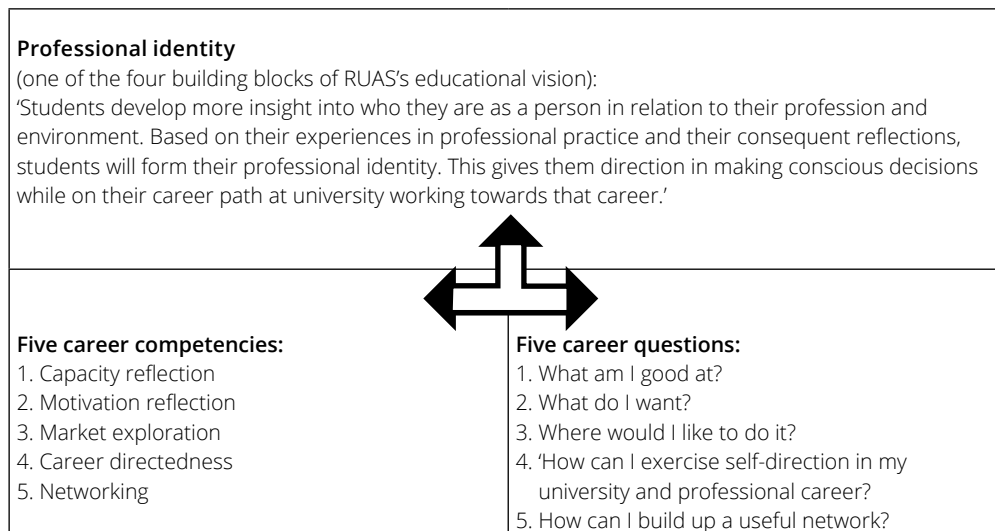 Professional identity
(one of the four building blocks of RUAS's educational vision):
‘Students develop more insight into who they are as a person in relation to their profession and
environment. Based on their experiences in professional practice and their consequent reflections,
students will form their professional identity. This gives them direction in making conscious decisions
while on their career path at university working towards that career.’
Five career competencies:
1. Capacity reflection
2. Motivation reflection
3. Market exploration
4. Career directedness
5. Networking
Five career questions:
1. What am I good at?
2. What do I want?
3. Where would I like to do it?
4. ‘How can I exercise self-direction in my
university and professional career?
5. How can I build up a useful network?